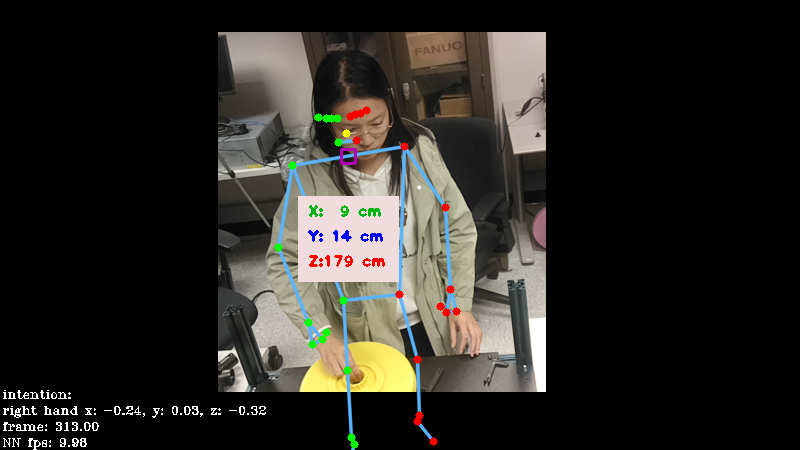 FANUC
X: 9 cm
Y: 14 cm
Z:179 cm
intention:
right hand x: −0.24, y: 0.03, z: −0.32
frame: 313.00
NN fps: 9.98